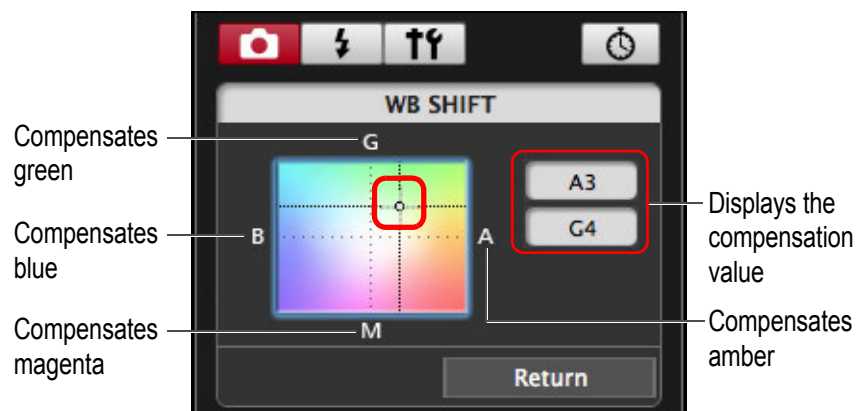 WB SHIFT
Compensates
green
G
A3
G4
Displays the
compensation
value
Compensates
blue
B
A
Compensates
magenta
M
Compensates
amber
Return